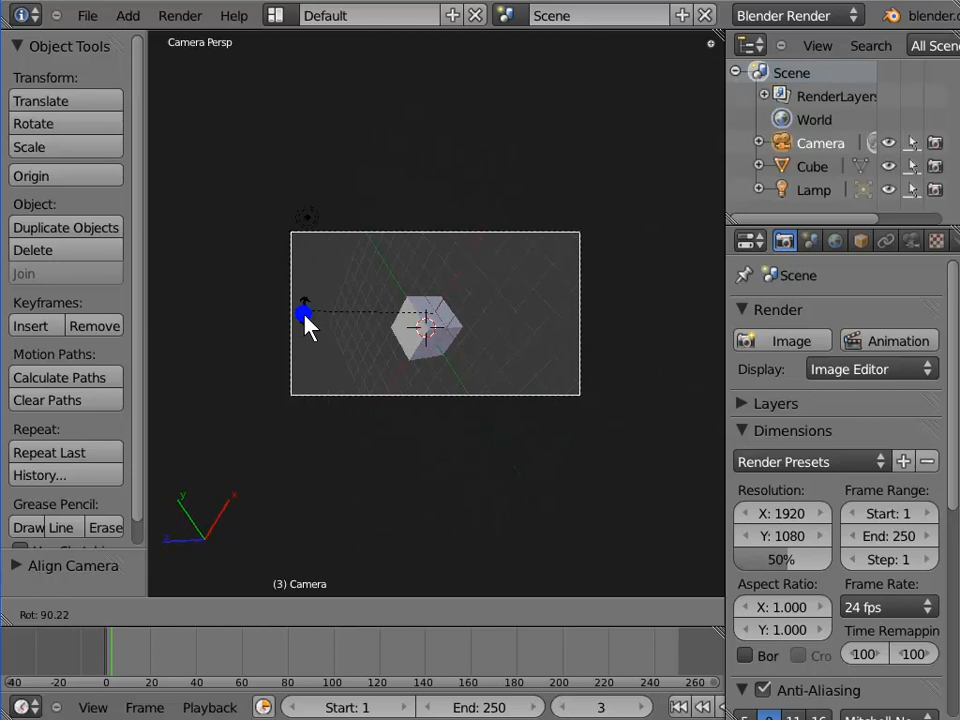 File Add Render Help Default Scene Blender Render
Object Tools
Transform:
Translate
Rotate
Scale
Origin
Object:
Duplicate Objects
Delete
Join
Keyframes:
Insert Remove
Motion Paths:
Calculate Paths
Clear Paths
Repeat:
Repeat Last
History...
Grease Pencil:
Draw Line Erase
Align Camera
Camera Persp
y
x
z
(3) Camera
Rot: 90.22
View Search All Scen
Scene
RenderLayers
World
Camera
Cube
Lamp
Scene
Render
Image Animation
Display: Image Editor
Layers
Dimensions
Render Presets
Resolution: Frame Range:
X: 1920 Start: 1
Y: 1080 End: 250
50% Step: 1
Aspect Ratio: Frame Rate:
X: 1.000 24 fps
Y: 1.000 Time Remappin
Bor Cro 100 100
Anti-Aliasing
5 8 11 16
-40 -20 0 20 40 60 80 100 120 140 160 180 200 220 240 260
View Frame Playback Start: 1 End: 250 3